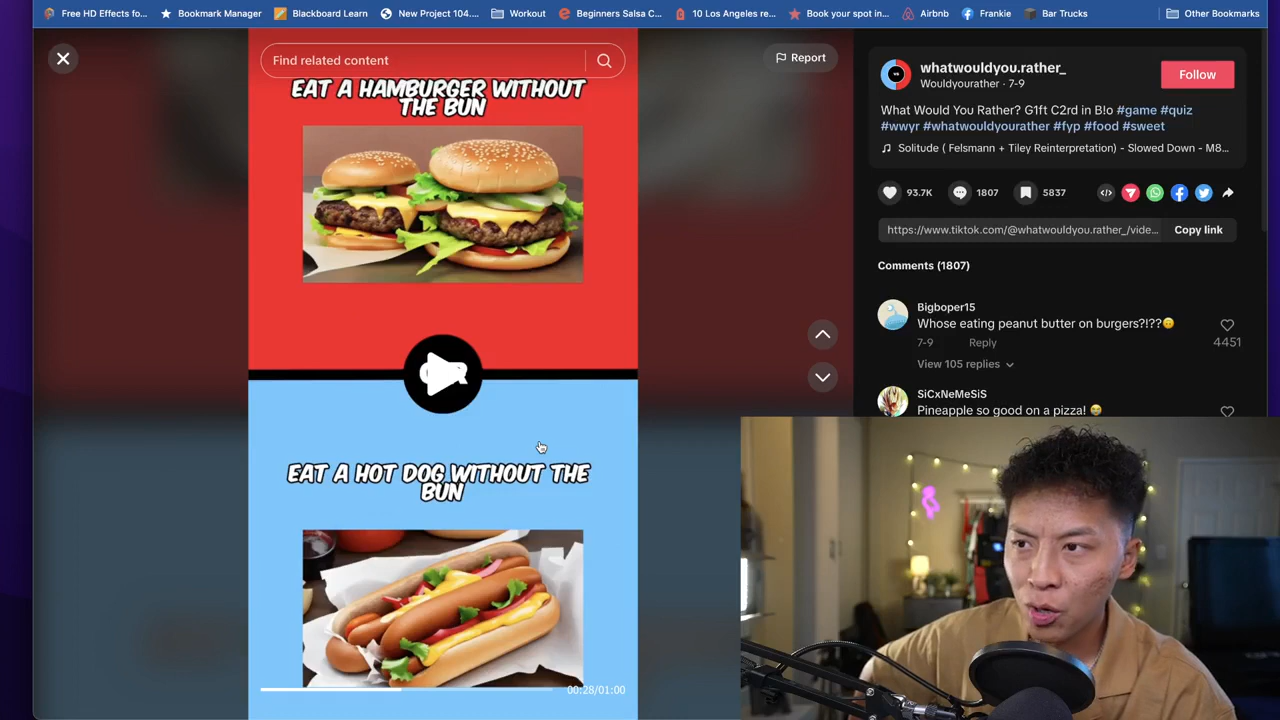 Free HD Effects fo...
Bookmark Manager
Blackboard Learn
New Project 104....
Workout
Beginners Salsa C...
10 Los Angeles re...
Book your spot in...
Airbnb
Frankie
Bar Trucks
Other Bookmarks
Find related content
Report
EAT A HAMBURGER WITHOUT
THE BUN
EAT A HOT DOG WITHOUT THE
BUN
00:28/01:00
whatwouldyou.rather_
Wouldyourather · 7-9
Follow
What Would You Rather? G1ft C2rd in B!o #game #quiz
#wwyr #whatwouldyourather #fyp #food #sweet
Solitude ( Felsmann + Tiley Reinterpretation) - Slowed Down - M8...
93.7K
1807
5837
https://www.tiktok.com/@whatwouldyou.rather_/vide...
Copy link
Comments (1807)
Bigboper15
Whose eating peanut butter on burgers?!??
7-9
Reply
4451
View 105 replies
SiCxNeMeSiS
Pineapple so good on a pizza!